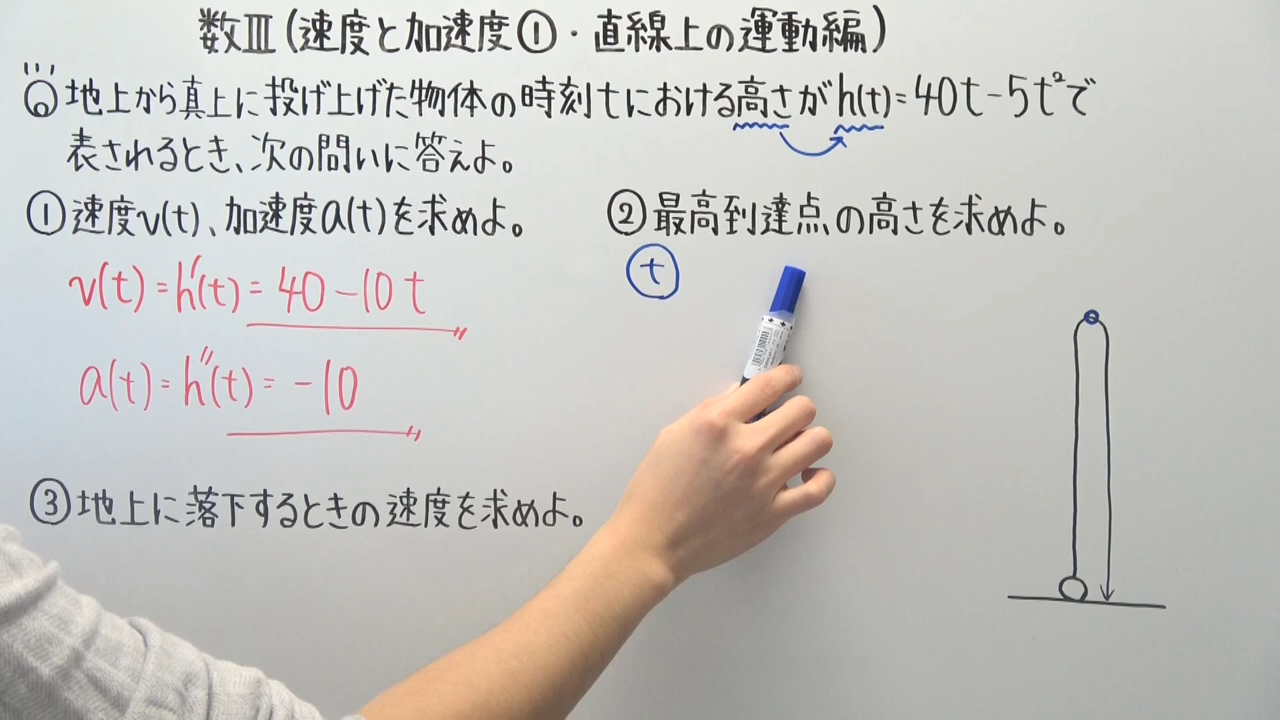 数Ⅲ(速度と加速度①・直線上の運動編)
地上から真上に投げ上げた物体の時刻tにおける高さがh(t)=40t-5t²で
表されるとき、次の問いに答えよ。
①速度v(t)、加速度a(t)を求めよ。
v(t)=h'(t)=40-10t
a(t)=h''(t)=-10
②最高到達点の高さを求めよ。
t
③地上に落下するときの速度を求めよ。